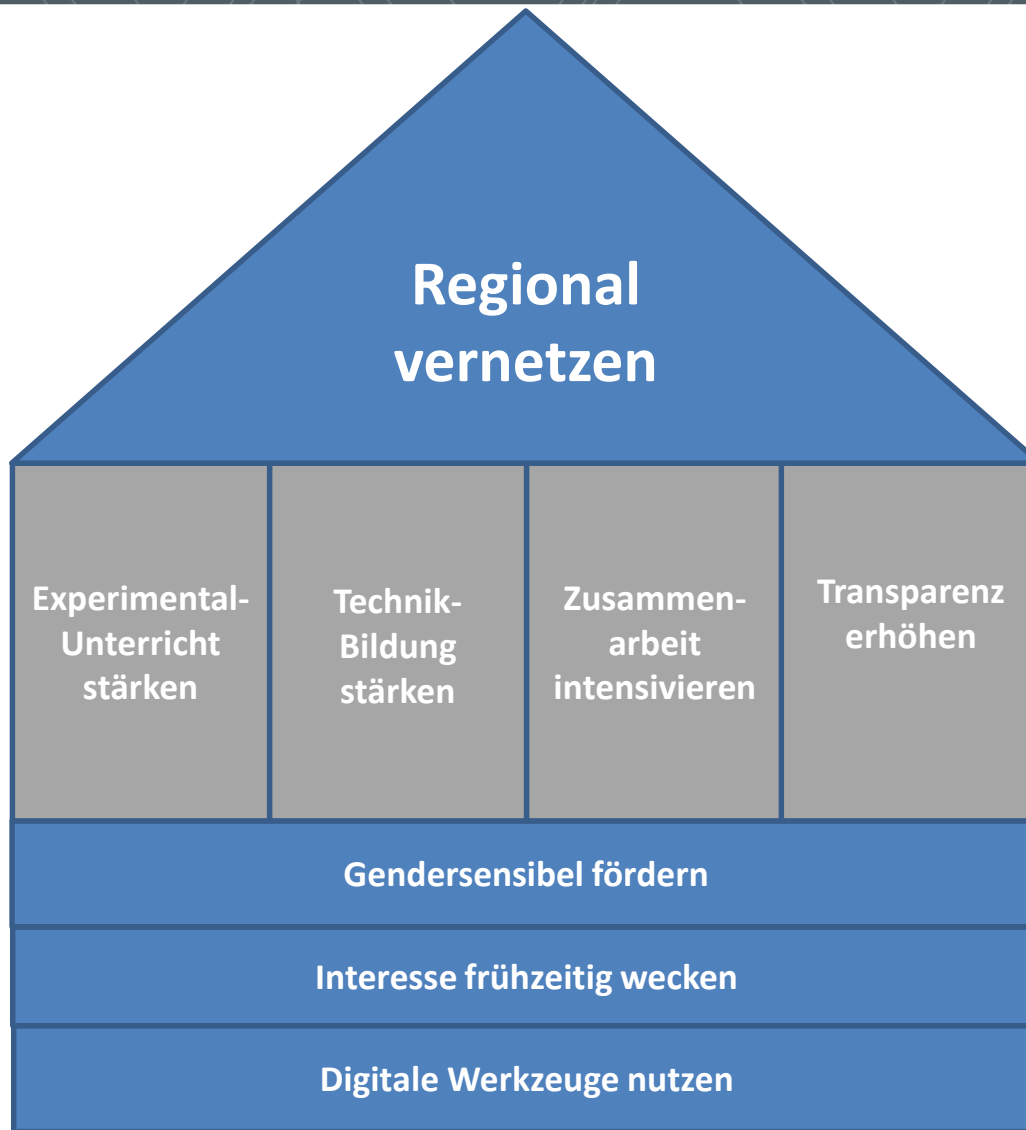 Regional
vernetzen
Experimental-
Unterricht
stärken
Technik-
Bildung
stärken
Zusammen-
arbeit
intensivieren
Transparenz
erhöhen
Gendersensibel fördern
Interesse frühzeitig wecken
Digitale Werkzeuge nutzen